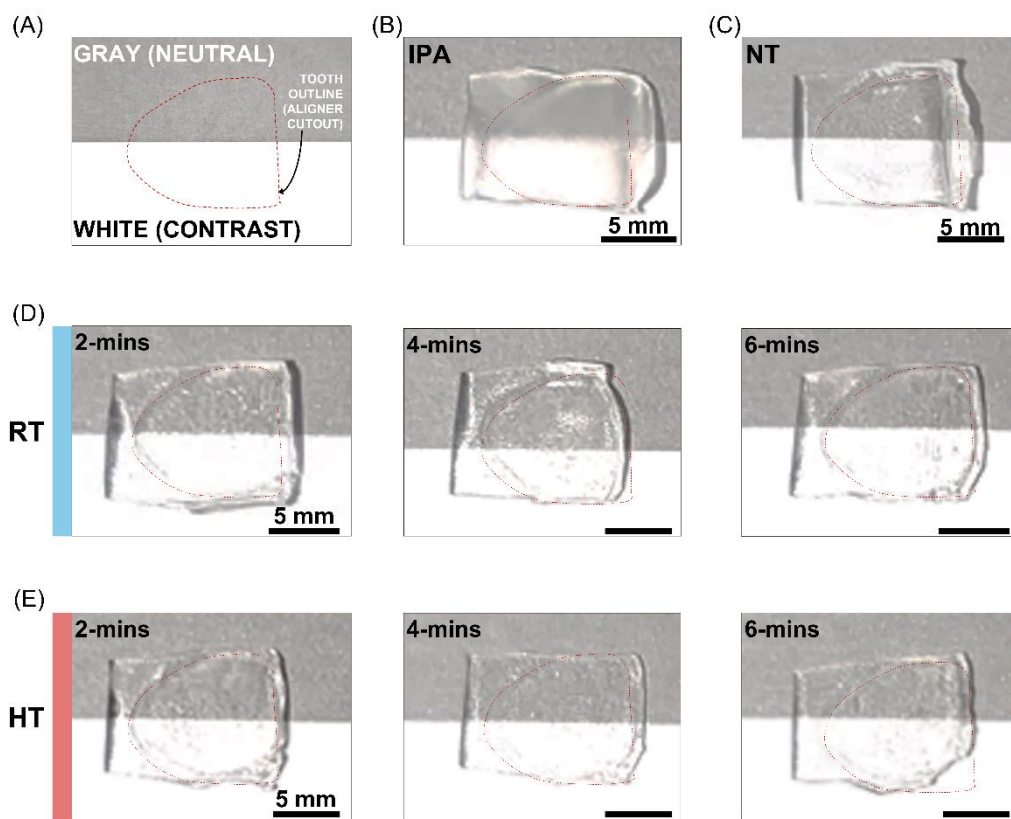 (A)
GRAY (NEUTRAL)
TOOTH
OUTLINE
(ALIGNER
CUTOUT)
WHITE (CONTRAST)
(B)
IPA
5 mm
(C)
NT
5 mm
(D)
RT
2-mins
5 mm
4-mins
6-mins
(E)
HT
2-mins
5 mm
4-mins
6-mins